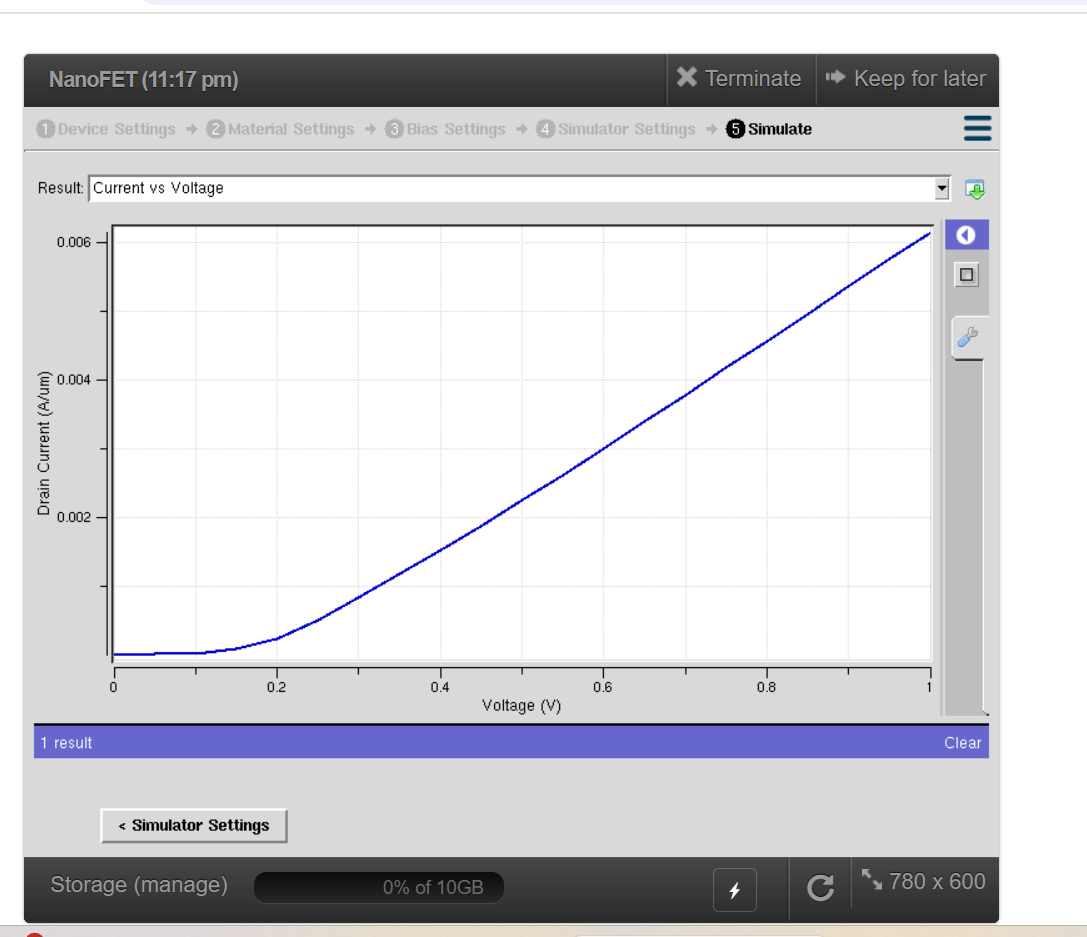 NanoFET (11:17 pm) Terminate Keep for later
1 Device Settings 2 Material Settings 3 Bias Settings 4 Simulator Settings 5 Simulate
Result: Current vs Voltage
0.006
0.004
0.002
Drain Current (A/um)
0 0.2 0.4 0.6 0.8 1
Voltage (V)
1 result Clear
< Simulator Settings
Storage (manage) 0% of 10GB 780 x 600